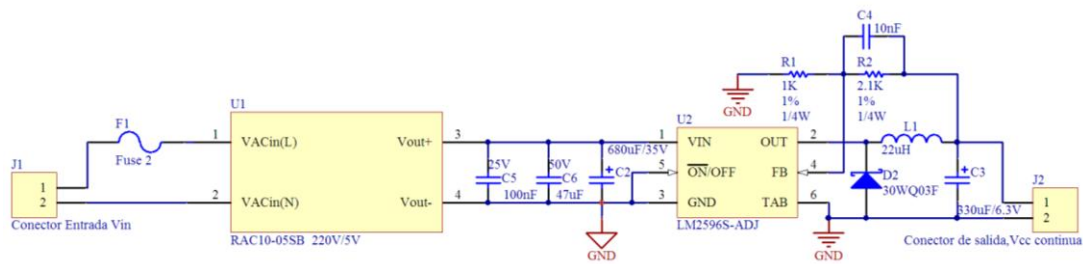 C4
10nF
R1
1K
1%
1/4W
R2
2.1K
1%
1/4W
GND
U1
F1
Fuse 2
J1
1
2
Conector Entrada Vin
1
VACin(L)
2
VACin(N)
Vout+
3
Vout-
4
RAC10-05SB 220V/5V
25V
C5
100nF
50V
C6
47uF
680uF/35V
C2
GND
U2
1
VIN
5
ON/OFF
3
GND
OUT
2
FB
4
TAB
6
LM2596S-ADJ
L1
22uH
D2
30WQ03F
GND
C3
330uF/6.3V
J2
1
2
Conector de salida,Vcc continua